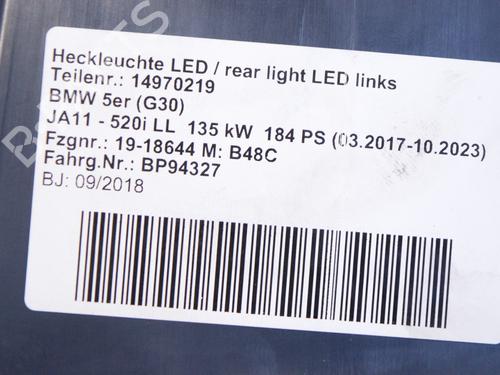 Heckleuchte LED / rear light LED links
Teilenr.: 14970219
BMW 5er (G30)
JA11 - 520i LL 135 kW 184 PS (03.2017-10.2023)
Fzgnr.: 19-18644 M: B48C
Fahrg.Nr.: BP94327
BJ: 09/2018